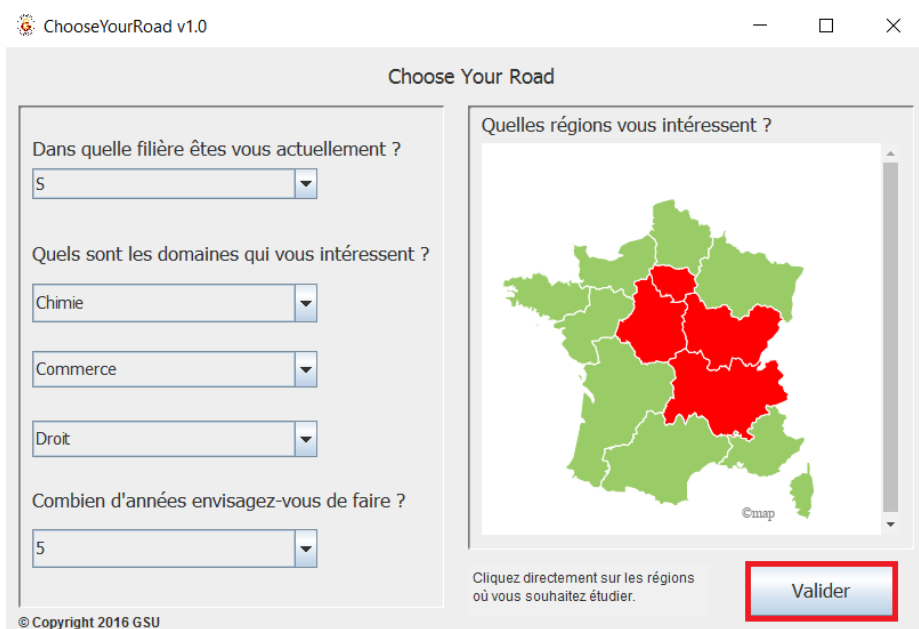 ChooseYourRoad v1.0
Choose Your Road
Dans quelle filière êtes vous actuellement ?
S
Quels sont les domaines qui vous intéressent ?
Chimie
Commerce
Droit
Combien d'années envisagez-vous de faire ?
5
© Copyright 2016 GSU
Quelles régions vous intéressent ?
©map
Cliquez directement sur les régions
où vous souhaitez étudier.
Valider